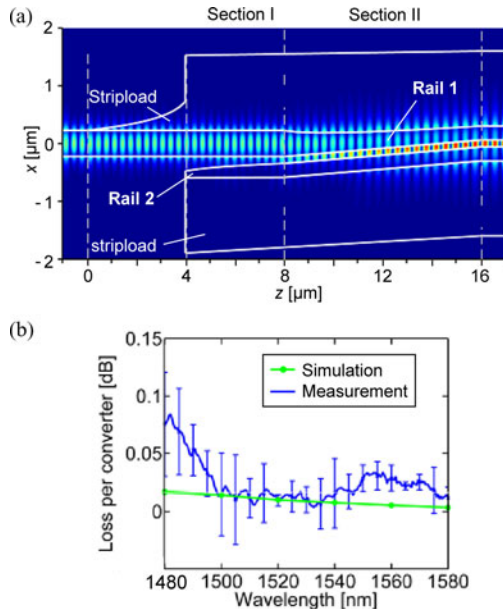 (a)
Section I
Section II
2
1
0
-1
-2
x [µm]
Stripload
Rail 1
Rail 2
stripload
0
4
8
12
16
z [µm]
(b)
0.15
0.1
0.05
0
Loss per converter [dB]
Simulation
Measurement
1480
1500
1520
1540
1560
1580
Wavelength [nm]